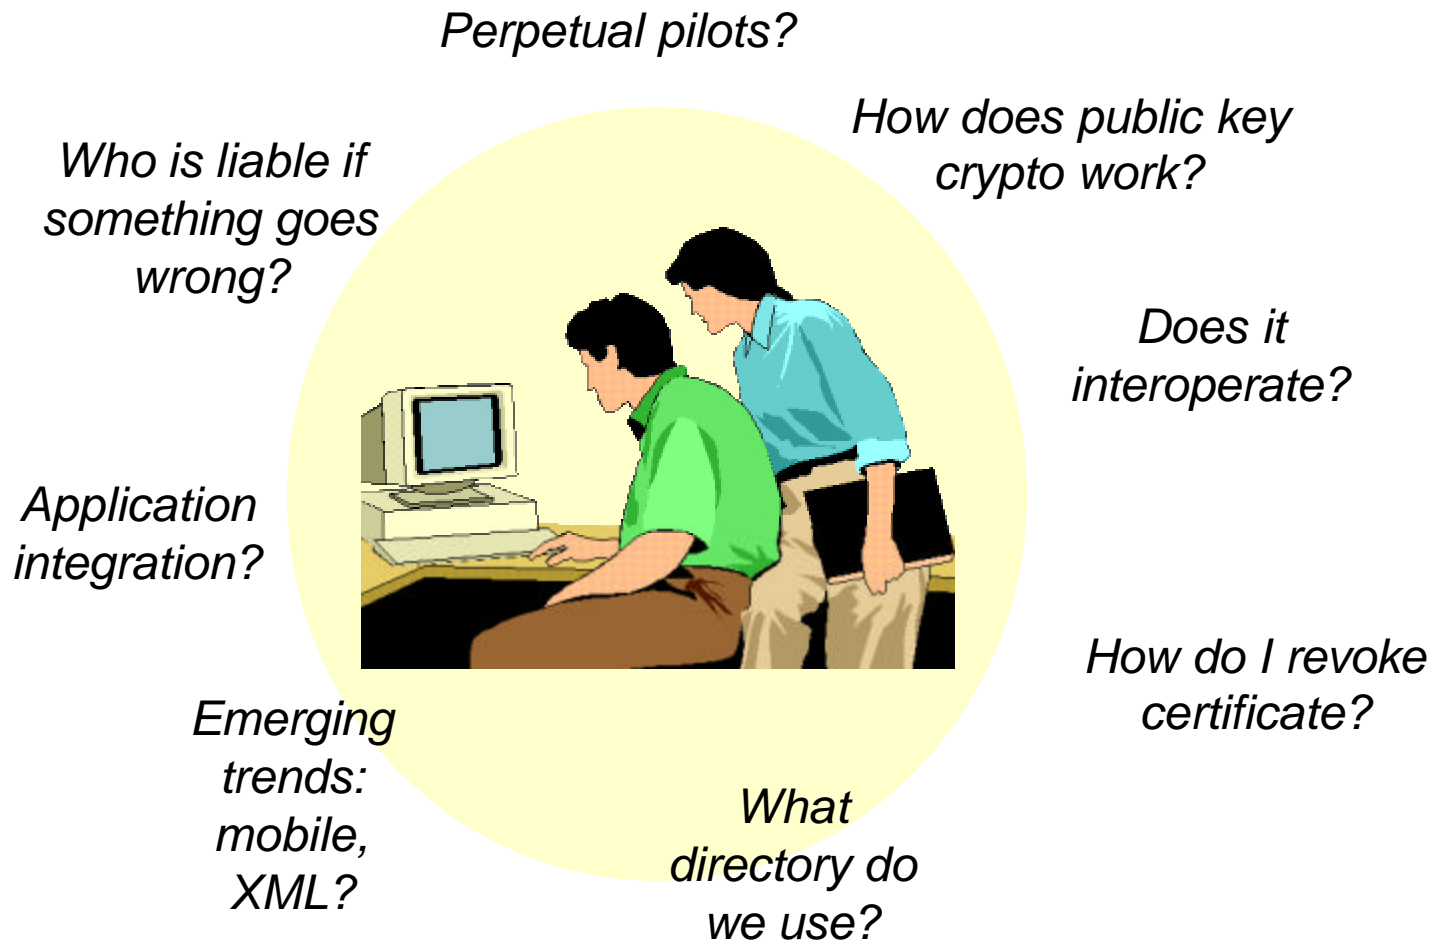 Perpetual pilots?
How does public key
crypto work?
Who is liable if
something goes
wrong?
Does it
interoperate?
Application
integration?
How do I revoke
certificate?
Emerging
trends:
mobile,
XML?
What
directory do
we use?